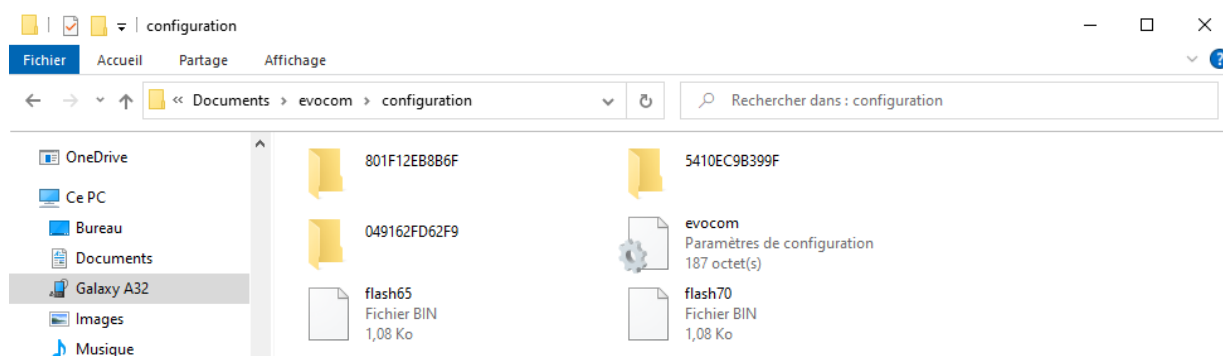 configuration
Fichier Accueil Partage Affichage
« Documents > evocom > configuration
Rechercher dans : configuration
OneDrive
Ce PC
Bureau
Documents
Galaxy A32
Images
Musique
801F12EB8B6F
5410EC9B399F
049162FD62F9
evocom
Paramètres de configuration
187 octet(s)
flash65
Fichier BIN
1,08 Ko
flash70
Fichier BIN
1,08 Ko